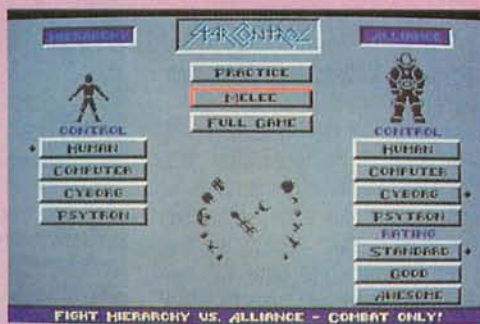 HIERARCHY
STAR CONTROL
ALLIANCE
PRACTICE
MELEE
FULL GAME
CONTROL
HUMAN
COMPUTER
CYBORG
PSYTRON
CONTROL
HUMAN
COMPUTER
CYBORG
PSYTRON
RATING
STANDARD
GOOD
AWESOME
FIGHT HIERARCHY VS. ALLIANCE - COMBAT ONLY!